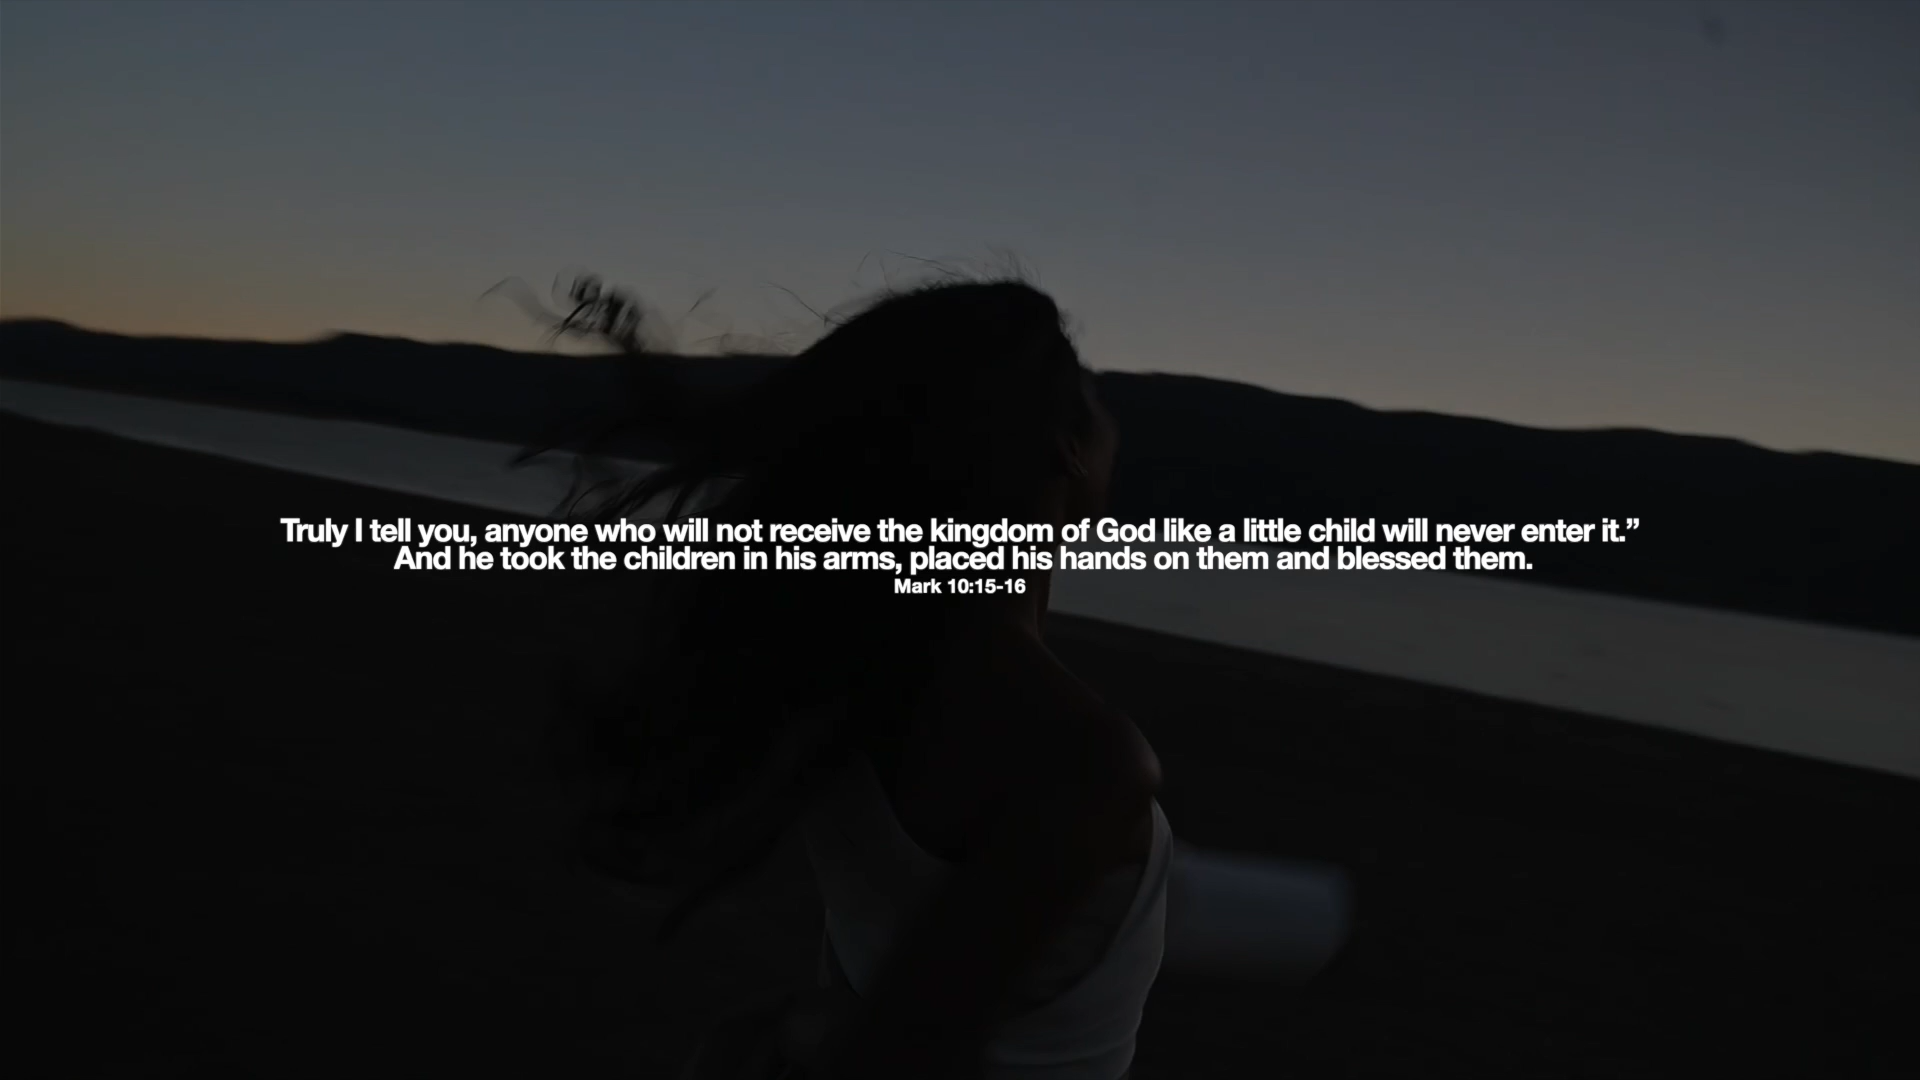 Truly I tell you, anyone who will not receive the kingdom of God like a little child will never enter it.”
And he took the children in his arms, placed his hands on them and blessed them.
Mark 10:15-16